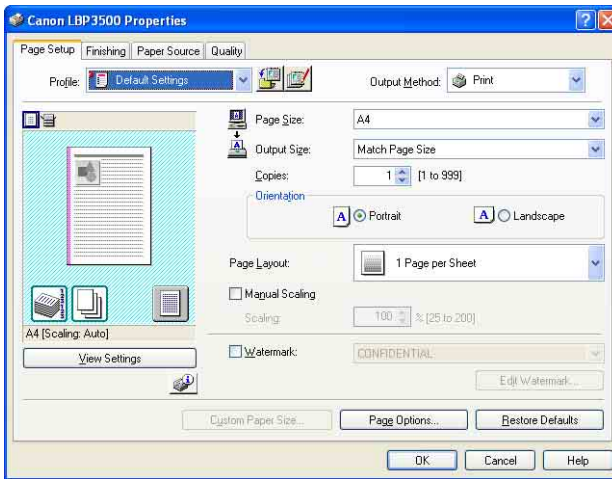 Canon LBP3500 Properties
Page Setup Finishing Paper Source Quality
Profile: Default Settings Output Method: Print
Page Size: A4
Output Size: Match Page Size
Copies: 1 [1 to 999]
Orientation
A Portrait A Landscape
Page Layout: 1 Page per Sheet
Manual Scaling
Scaling: 100 % [25 to 200]
A4 [Scaling: Auto]
View Settings
Watermark: CONFIDENTIAL
Edit Watermark...
Custom Paper Size... Page Options... Restore Defaults
OK Cancel Help